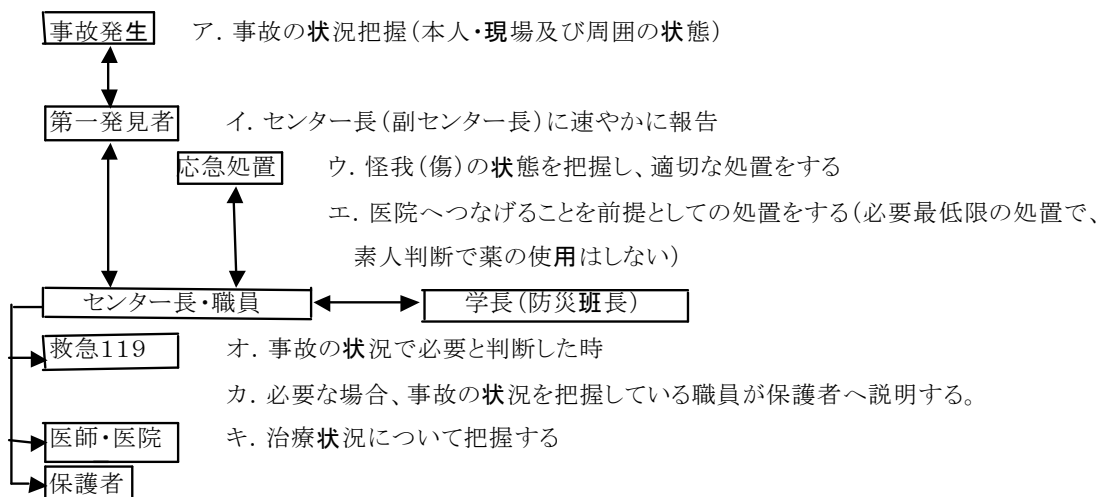 事故発生 ア. 事故の状況把握(本人・現場及び周囲の状態)
第一発見者 イ. センター長(副センター長)に速やかに報告
応急処置 ウ. 怪我(傷)の状態を把握し、適切な処置をする
エ. 医院へつなげることを前提としての処置をする(必要最低限の処置で、
素人判断で薬の使用はしない)
センター長・職員 学長(防災班長)
救急119 オ. 事故の状況で必要と判断した時
カ. 必要な場合、事故の状況を把握している職員が保護者へ説明する。
医師・医院 キ. 治療状況について把握する
保護者